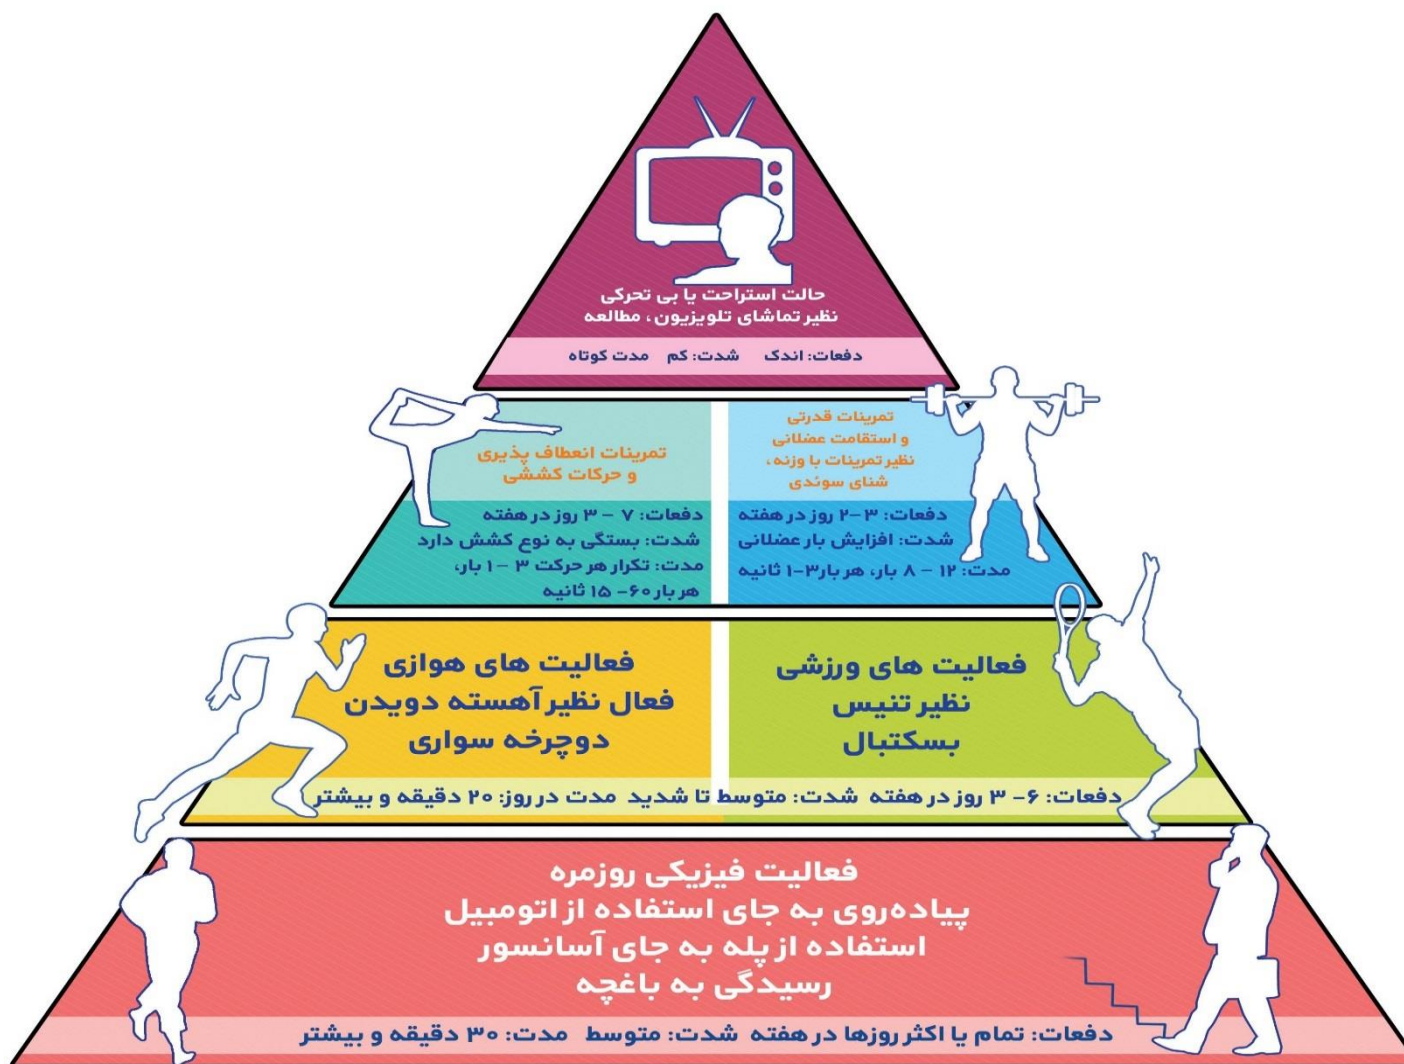 حالت استراحت یا بی تحرکی
نظیر تماشای تلویزیون، مطالعه
دفعات: اندک شدت: کم مدت کوتاه
تمرینات قدرتی
و استقامت عضلانی
نظیر تمرینات با وزنه،
شنای سوئدی
دفعات: ۳-۲ روز در هفته
شدت: افزایش بار عضلانی
مدت: ۱۲ - ۸ بار، هر بار ۳-۱ ثانیه
تمرینات انعطاف پذیری
و حرکات کششی
دفعات: ۷ - ۳ روز در هفته
شدت: بستگی به نوع کشش دارد
مدت: تکرار هر حرکت ۳ - ۱ بار،
هر بار ۶۰- ۱۵ ثانیه
فعالیت های ورزشی
نظیر تنیس
بسکتبال
فعالیت های هوازی
فعال نظیر آهسته دویدن
دوچرخه سواری
دفعات: ۶- ۳ روز در هفته شدت: متوسط تا شدید مدت در روز: ۲۰ دقیقه و بیشتر
فعالیت فیزیکی روزمره
پیاده‌روی به جای استفاده از اتومبیل
استفاده از پله به جای آسانسور
رسیدگی به باغچه
دفعات: تمام یا اکثر روزها در هفته شدت: متوسط مدت: ۳۰ دقیقه و بیشتر